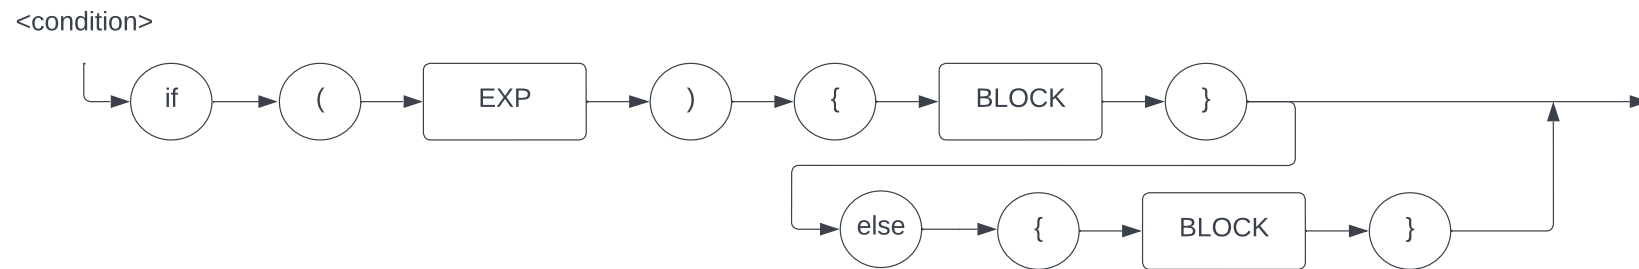 <condition>
if ( EXP ) { BLOCK }
else { BLOCK }